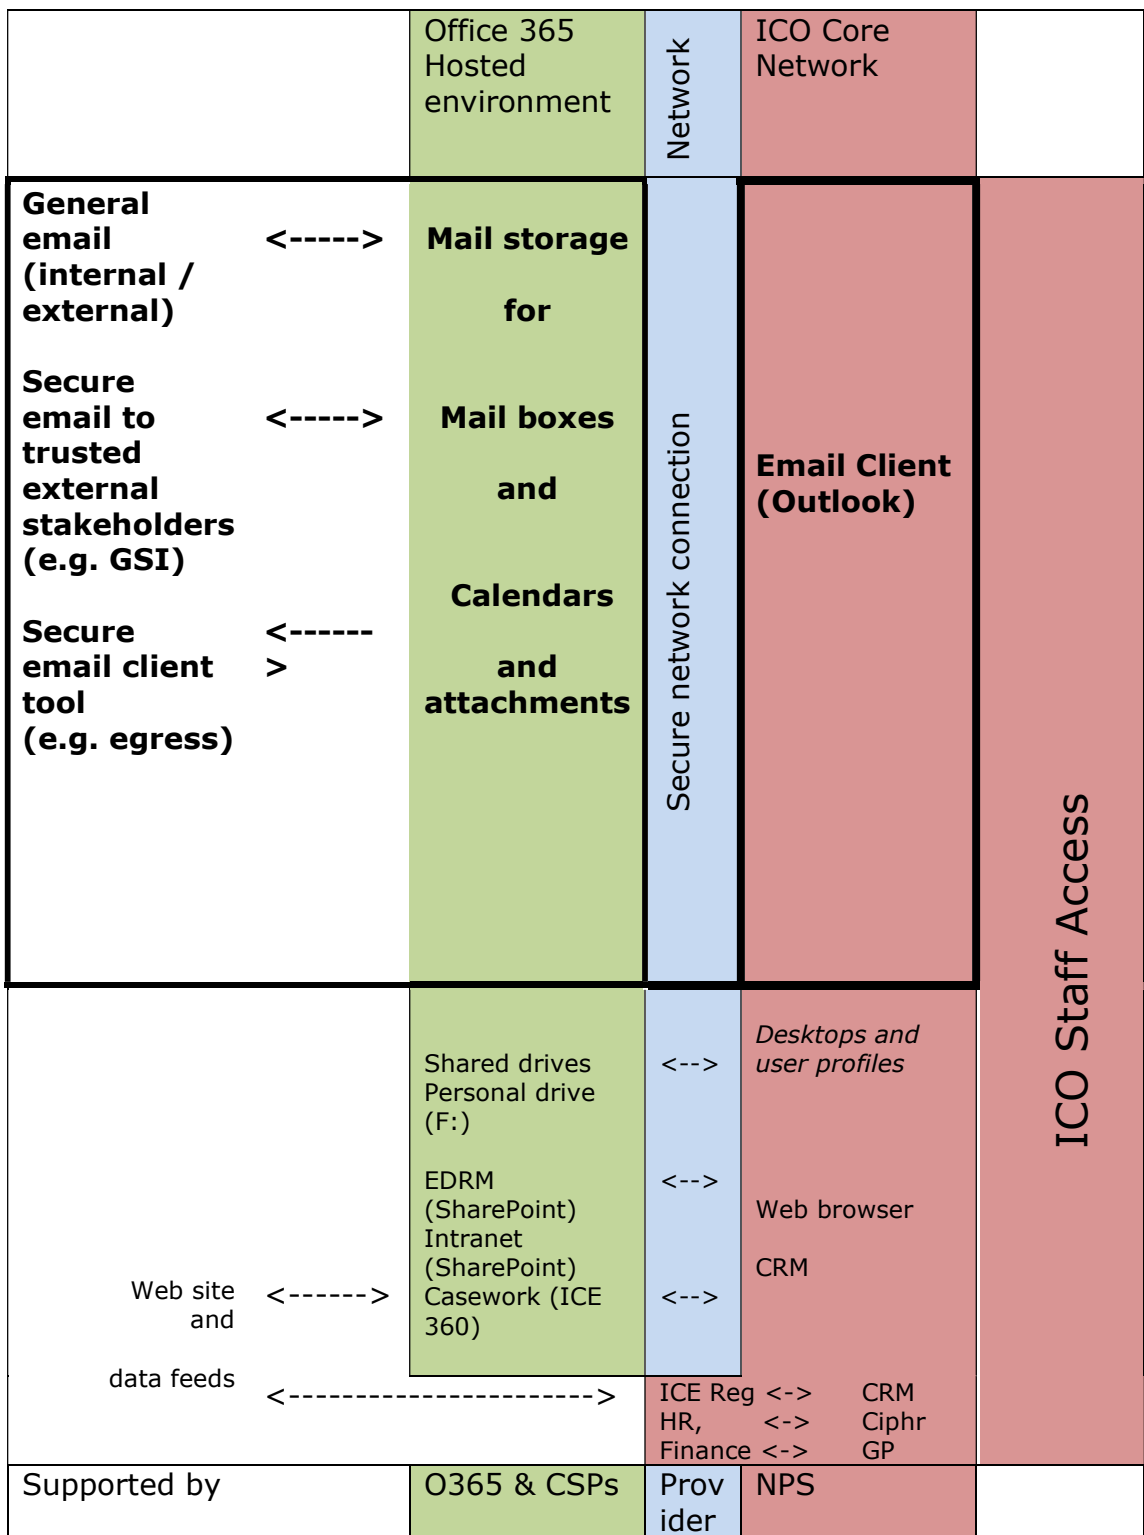 Office 365
Hosted
environment
Network
ICO Core
Network
General
email
(internal /
external)
<----->
Secure
email to
trusted
external
stakeholders
(e.g. GSI)
<----->
Secure
email client
tool
(e.g. egress)
<------
>
Mail storage
for
Mail boxes
and
Calendars
and
attachments
Secure network connection
Email Client
(Outlook)
ICO Staff Access
Shared drives
Personal drive
(F:)
<-->
Desktops and
user profiles
EDRM
(SharePoint)
Intranet
(SharePoint)
Casework (ICE
360)
<-->
<-->
Web browser
CRM
Web site
and
data feeds
<------>
<----------------------->
ICE Reg <-> CRM
HR, <-> Ciphr
Finance <-> GP
Supported by
O365 & CSPs
Prov
ider
NPS